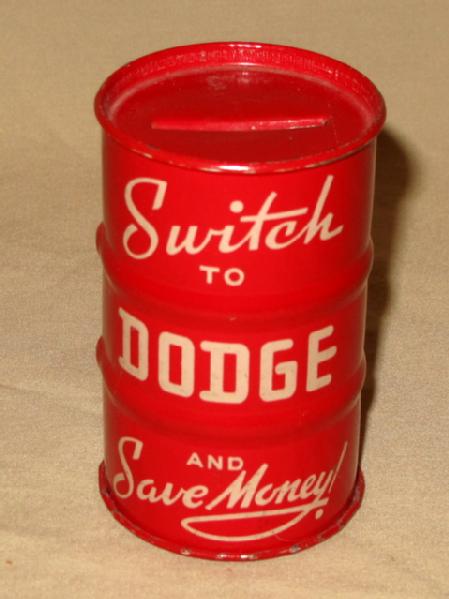 Switch
TO
DODGE
AND
Save Money!